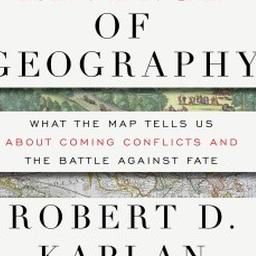 OF
GEOGRAPHY
WHAT THE MAP TELLS US
ABOUT COMING CONFLICTS AND
THE BATTLE AGAINST FATE
ROBERT D.
KAPLAN